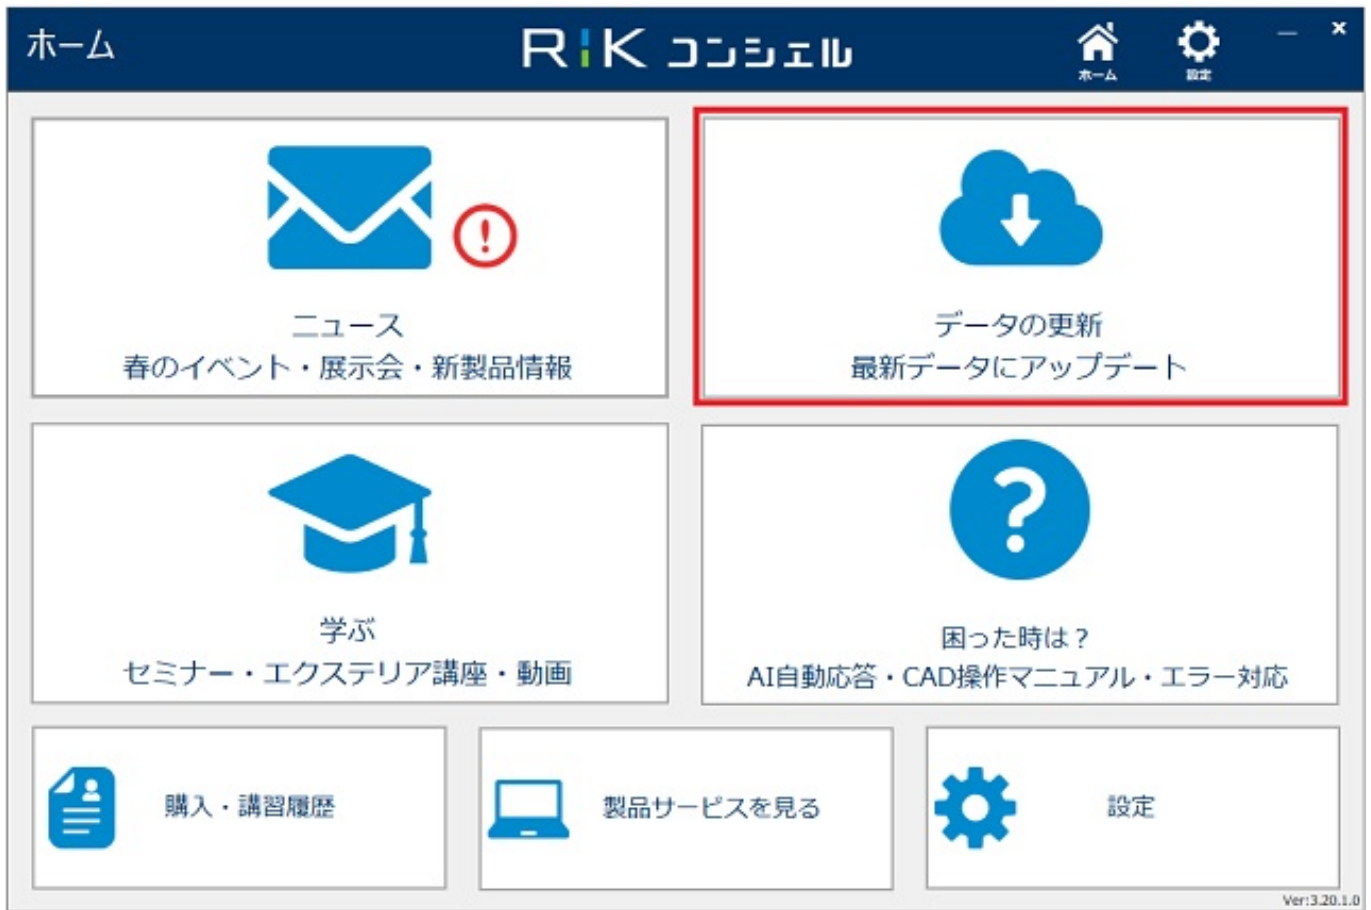 ホーム
RiK コンシェル
ホーム
設定
ニュース
春のイベント・展示会・新製品情報
データの更新
最新データにアップデート
学ぶ
セミナー・エクステリア講座・動画
困った時は？
AI自動応答・CAD操作マニュアル・エラー対応
購入・講習履歴
製品サービスを見る
設定
Ver:3.20.1.0